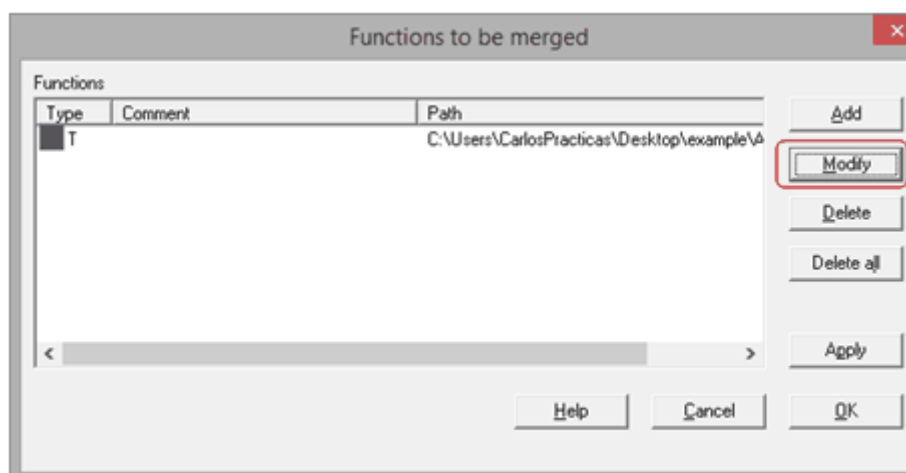 Functions to be merged
Functions
Type Comment Path
T C:\Users\CarlosPracticas\Desktop\example\A
Add
Modify
Delete
Delete all
Apply
Help Cancel OK